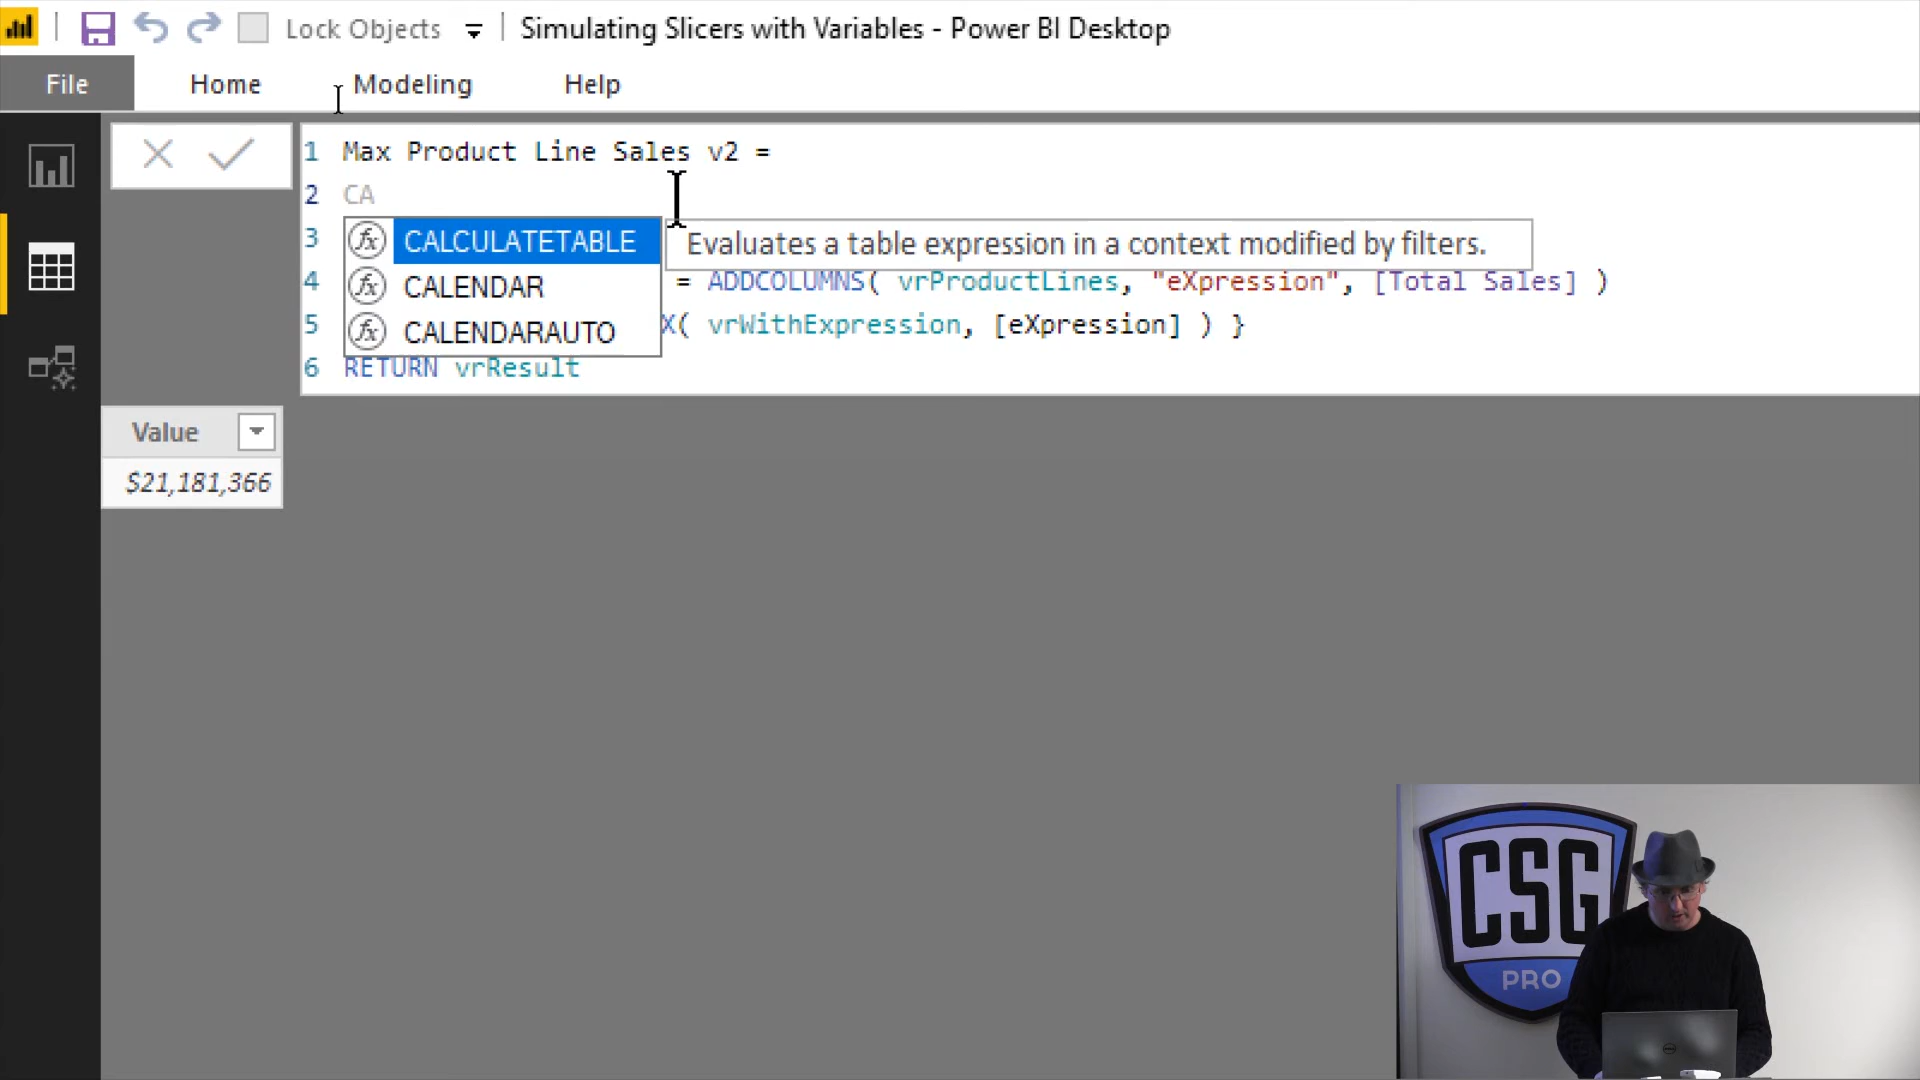 Lock Objects
Simulating Slicers with Variables - Power BI Desktop
File Home Modeling Help
1 Max Product Line Sales v2 =
2 CA
3 CALCULATETABLE Evaluates a table expression in a context modified by filters.
4 CALENDAR = ADDCOLUMNS( vrProductLines, "eXpression", [Total Sales] )
5 CALENDARAUTO X( vrWithExpression, [eXpression] ) }
6 RETURN vrResult
Value
$21,181,366
CSG
PRO